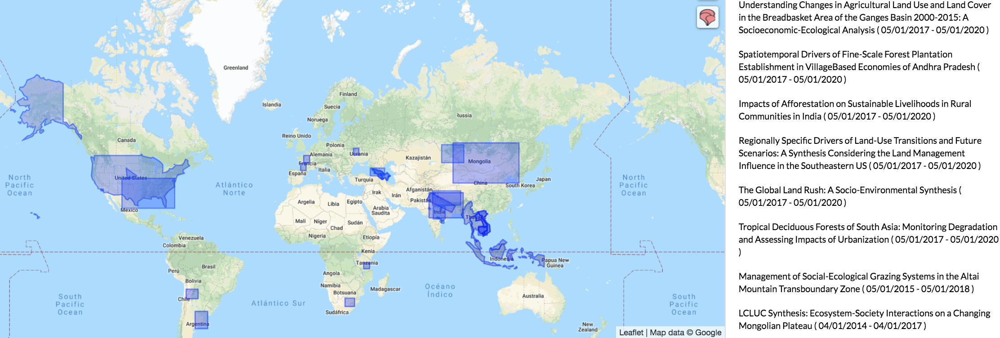 Greenland
Finland
Islandia
Suecia
Russia
Noruega
Reino Unido
Canada
Polonia
Alemania
Ucrania
Kazajistán
Mongolia
Francia
Italia
España
United States
Turquía
China
South Korea
Japan
North
Pacific
Ocean
Atlántico
Norte
North
Pacific
Ocean
Afganistán
Irak
Irán
Pakistán
Argelia
Libia
Egipto
Arabia
Saudita
India
Mexico
Thailand
Malí
Níger
Sudán
Chad
Nigeria
Etiopía
Venezuela
Colombia
Kenia
Indonesia
Papua New
Guinea
Tanzania
Brasil
Perú
Angola
Bolivia
Namibia
Madagascar
Botsuana
Océano
Índico
Australia
Chile
South
Pacific
Ocean
Atlántico Sur
Sudáfrica
South
Pacific
Ocean
Argentina
New
Zealand
Leaflet | Map data © Google
Understanding Changes in Agricultural Land Use and Land Cover
in the Breadbasket Area of the Ganges Basin 2000-2015: A
Socioeconomic-Ecological Analysis ( 05/01/2017 - 05/01/2020 )
Spatiotemporal Drivers of Fine-Scale Forest Plantation
Establishment in VillageBased Economies of Andhra Pradesh (
05/01/2017 - 05/01/2020 )
Impacts of Afforestation on Sustainable Livelihoods in Rural
Communities in India ( 05/01/2017 - 05/01/2020 )
Regionally Specific Drivers of Land-Use Transitions and Future
Scenarios: A Synthesis Considering the Land Management
Influence in the Southeastern US ( 05/01/2017 - 05/01/2020 )
The Global Land Rush: A Socio-Environmental Synthesis (
05/01/2017 - 05/01/2020 )
Tropical Deciduous Forests of South Asia: Monitoring Degradation
and Assessing Impacts of Urbanization ( 05/01/2017 - 05/01/2020
)
Management of Social-Ecological Grazing Systems in the Altai
Mountain Transboundary Zone ( 05/01/2015 - 05/01/2018 )
LCLUC Synthesis: Ecosystem-Society Interactions on a Changing
Mongolian Plateau ( 04/01/2014 - 04/01/2017 )